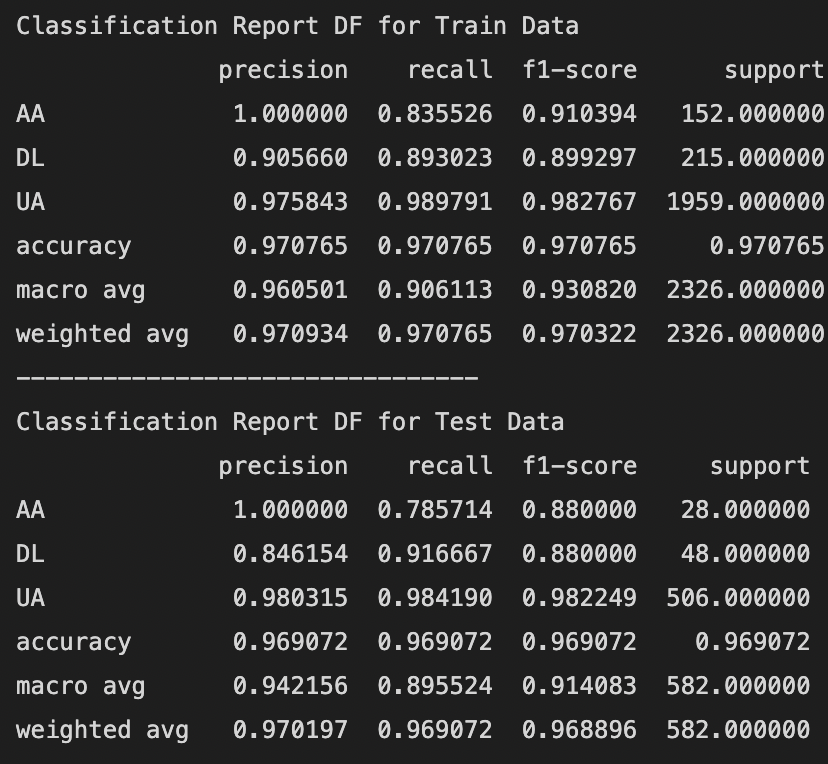 Classification Report DF for Train Data
precision recall f1-score support
AA 1.000000 0.835526 0.910394 152.000000
DL 0.905660 0.893023 0.899297 215.000000
UA 0.975843 0.989791 0.982767 1959.000000
accuracy 0.970765 0.970765 0.970765 0.970765
macro avg 0.960501 0.906113 0.930820 2326.000000
weighted avg 0.970934 0.970765 0.970322 2326.000000
--------------------------------
Classification Report DF for Test Data
precision recall f1-score support
AA 1.000000 0.785714 0.880000 28.000000
DL 0.846154 0.916667 0.880000 48.000000
UA 0.980315 0.984190 0.982249 506.000000
accuracy 0.969072 0.969072 0.969072 0.969072
macro avg 0.942156 0.895524 0.914083 582.000000
weighted avg 0.970197 0.969072 0.968896 582.000000